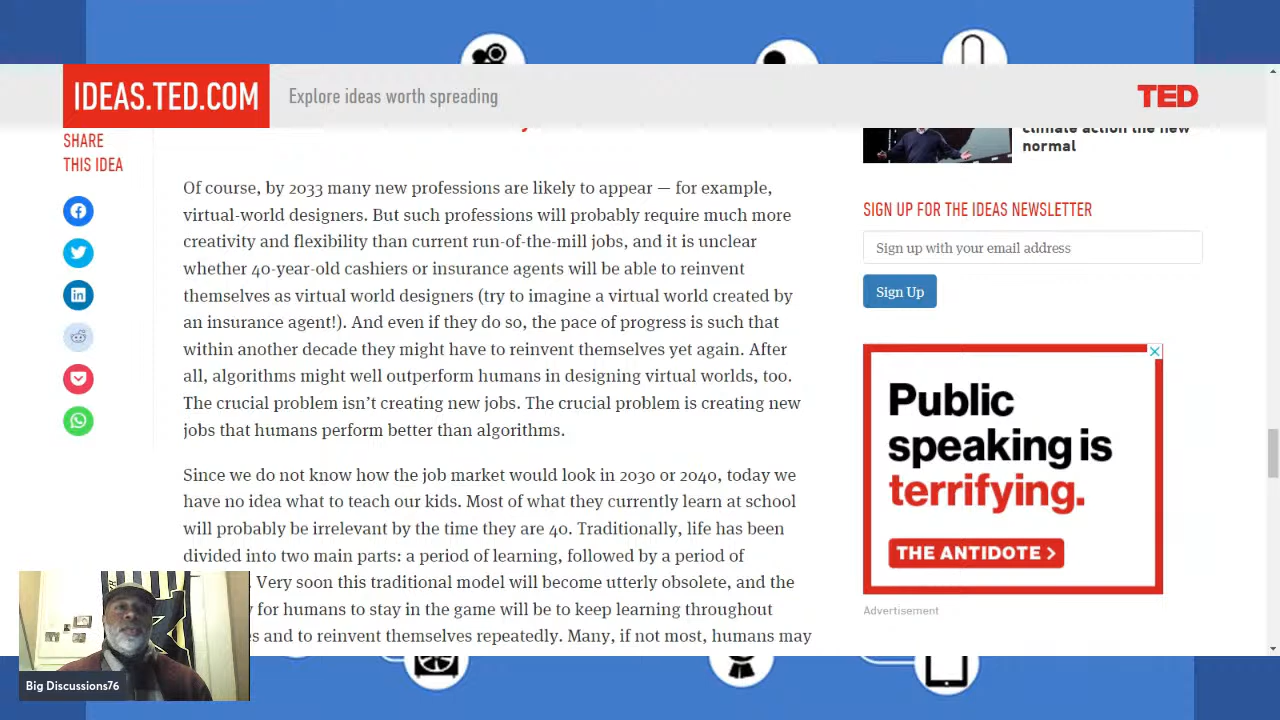 IDEAS.TED.COM
Explore ideas worth spreading
TED
SHARE
THIS IDEA
Of course, by 2033 many new professions are likely to appear — for example,
virtual-world designers. But such professions will probably require much more
creativity and flexibility than current run-of-the-mill jobs, and it is unclear
whether 40-year-old cashiers or insurance agents will be able to reinvent
themselves as virtual world designers (try to imagine a virtual world created by
an insurance agent!). And even if they do so, the pace of progress is such that
within another decade they might have to reinvent themselves yet again. After
all, algorithms might well outperform humans in designing virtual worlds, too.
The crucial problem isn’t creating new jobs. The crucial problem is creating new
jobs that humans perform better than algorithms.
Since we do not know how the job market would look in 2030 or 2040, today we
have no idea what to teach our kids. Most of what they currently learn at school
will probably be irrelevant by the time they are 40. Traditionally, life has been
divided into two main parts: a period of learning, followed by a period of
Very soon this traditional model will become utterly obsolete, and the
for humans to stay in the game will be to keep learning throughout
and to reinvent themselves repeatedly. Many, if not most, humans may
climate action the new
normal
SIGN UP FOR THE IDEAS NEWSLETTER
Sign up with your email address
Sign Up
Public
speaking is
terrifying.
THE ANTIDOTE >
Advertisement
Big Discussions76